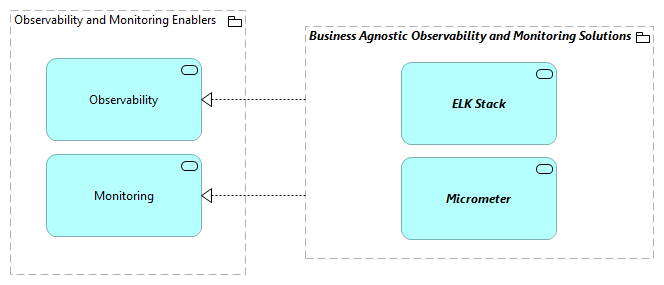 Observability and Monitoring Enablers
Business Agnostic Observability and Monitoring Solutions
Observability
ELK Stack
Monitoring
Micrometer